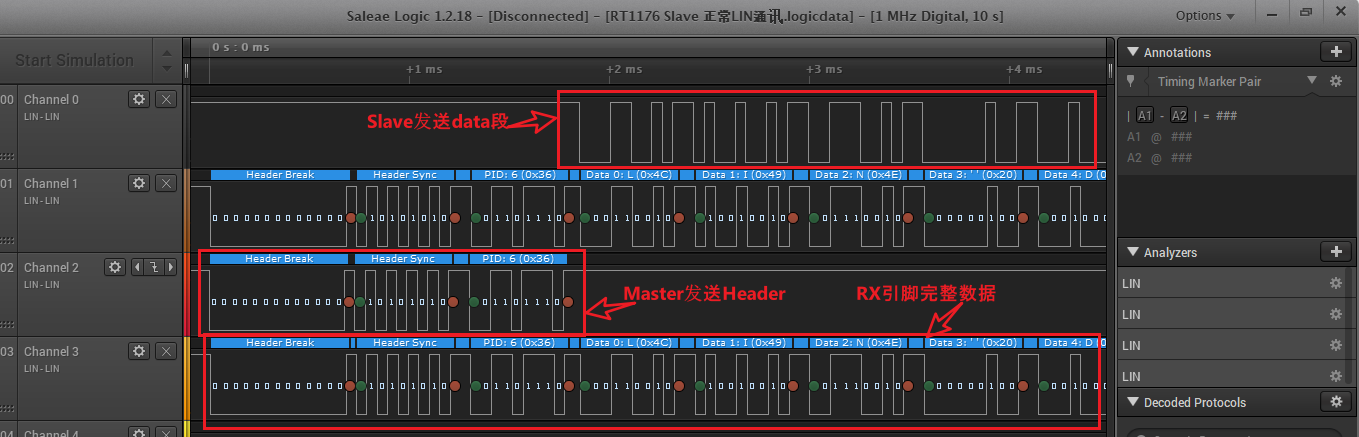 Saleae Logic 1.2.18 - [Disconnected] - [RT1176 Slave 正常LIN通讯.logicdata] - [1 MHz Digital, 10 s]
Options
Start Simulation
0 s : 0 ms
+1 ms
+2 ms
+3 ms
+4 ms
Annotations
Timing Marker Pair
| A1 - A2 | = ###
A1 @ ###
A2 @ ###
00 Channel 0
LIN-LIN
Slave发送data段
01 Channel 1
LIN-LIN
Header Break
Header Sync
PID: 6 (0x36)
Data 0: L (0x4C)
Data 1: I (0x49)
Data 2: N (0x4E)
Data 3: ' ' (0x20)
Data 4: D (0
0 0 0 0 0 0 0 0 0 0 0 0 0
1 0 1 0 1 0 1 0
0 1 1 0 1 1 1 0
0 0 1 1 0 0 1 0
1 0 0 1 0 0 1 0
0 1 1 1 0 0 1 0
0 0 0 0 0 1 0 0
0 0 1 0
02 Channel 2
LIN-LIN
Header Break
Header Sync
PID: 6 (0x36)
0 0 0 0 0 0 0 0 0 0 0 0 0
1 0 1 0 1 0 1 0
0 1 1 0 1 1 1 0
Master发送Header
RX引脚完整数据
03 Channel 3
LIN-LIN
Header Break
Header Sync
PID: 6 (0x36)
Data 0: L (0x4C)
Data 1: I (0x49)
Data 2: N (0x4E)
Data 3: ' ' (0x20)
Data 4: D (0
0 0 0 0 0 0 0 0 0 0 0 0 0
1 0 1 0 1 0 1 0
0 1 1 0 1 1 1 0
0 0 1 1 0 0 1 0
1 0 0 1 0 0 1 0
0 1 1 1 0 0 1 0
0 0 0 0 0 1 0 0
0 0 1 0
04 Channel 4
Analyzers
LIN
LIN
LIN
LIN
Decoded Protocols